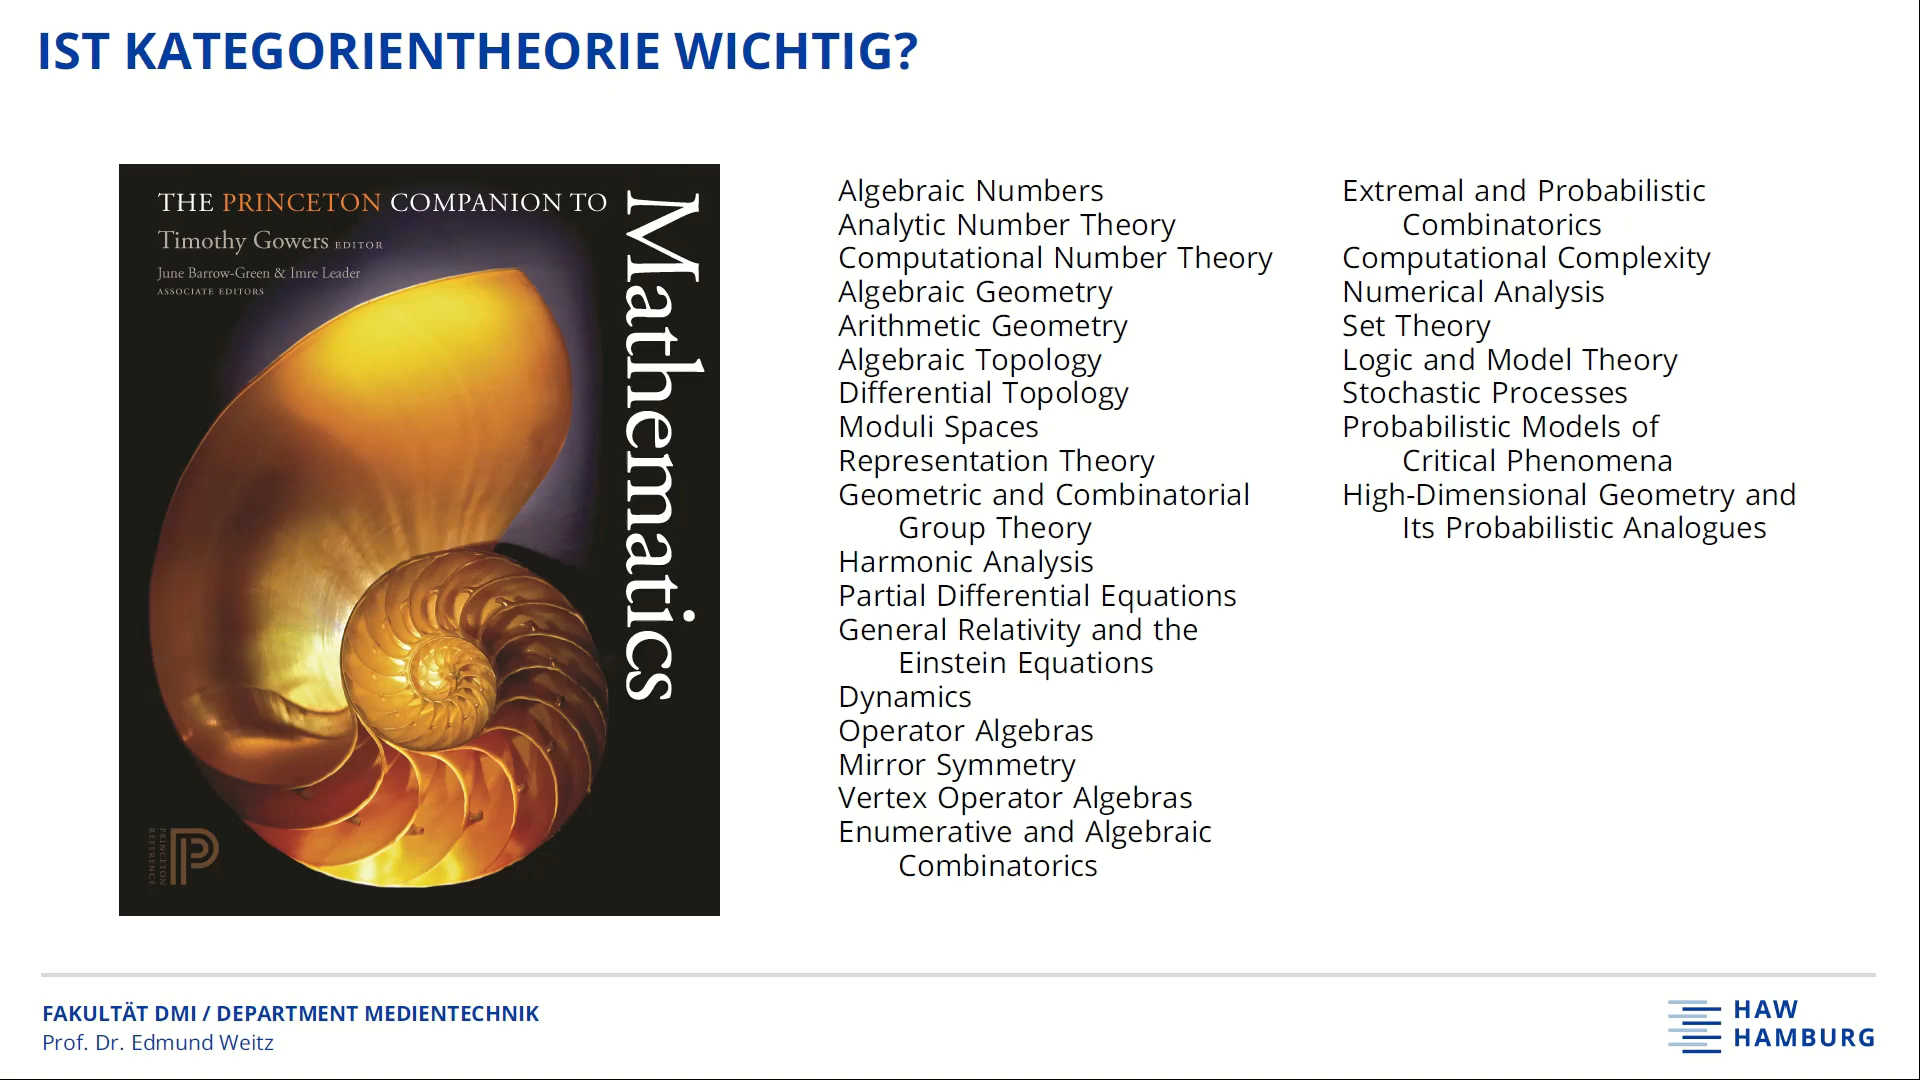 IST KATEGORIENTHEORIE WICHTIG?
THE PRINCETON COMPANION TO
Mathematics
Timothy Gowers EDITOR
June Barrow-Green & Imre Leader
ASSOCIATE EDITORS
PRINCETON
REFERENCE
Algebraic Numbers
Analytic Number Theory
Computational Number Theory
Algebraic Geometry
Arithmetic Geometry
Algebraic Topology
Differential Topology
Moduli Spaces
Representation Theory
Geometric and Combinatorial
Group Theory
Harmonic Analysis
Partial Differential Equations
General Relativity and the
Einstein Equations
Dynamics
Operator Algebras
Mirror Symmetry
Vertex Operator Algebras
Enumerative and Algebraic
Combinatorics
Extremal and Probabilistic
Combinatorics
Computational Complexity
Numerical Analysis
Set Theory
Logic and Model Theory
Stochastic Processes
Probabilistic Models of
Critical Phenomena
High-Dimensional Geometry and
Its Probabilistic Analogues
FAKULTÄT DMI / DEPARTMENT MEDIENTECHNIK
Prof. Dr. Edmund Weitz
HAW
HAMBURG